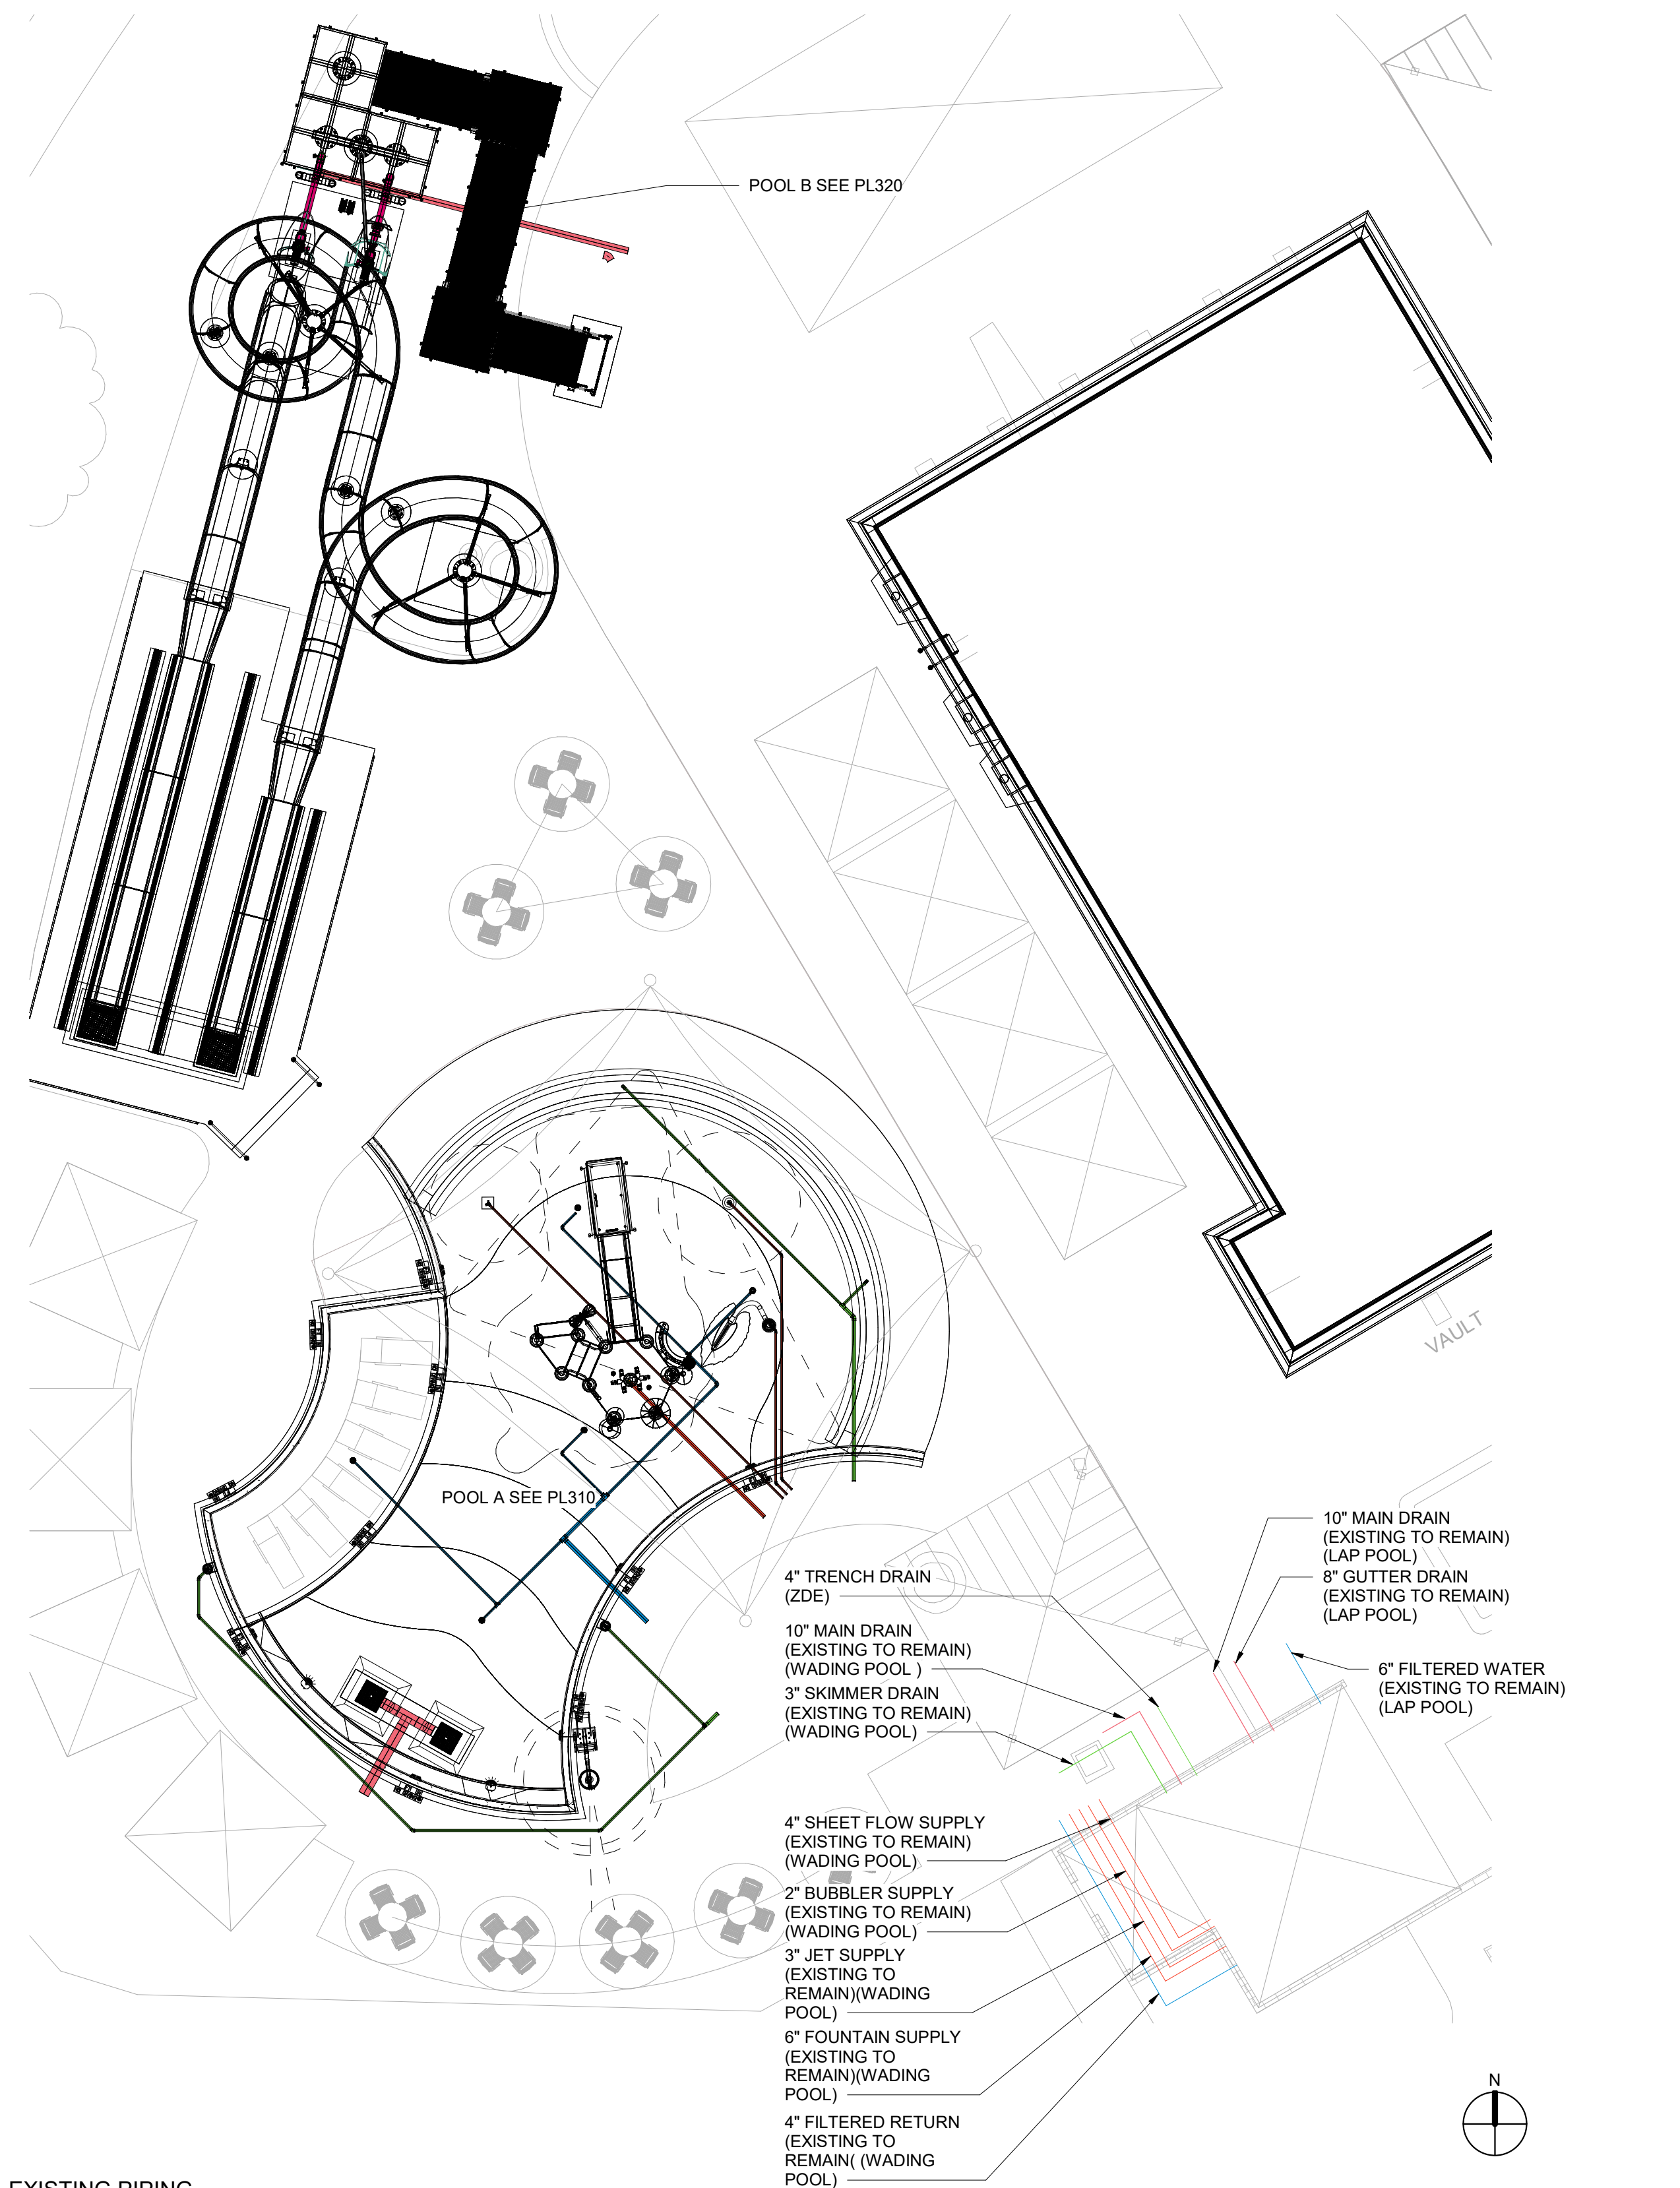 POOL B SEE PL320
VAULT
POOL A SEE PL310
10" MAIN DRAIN
(EXISTING TO REMAIN)
(LAP POOL)
8" GUTTER DRAIN
(EXISTING TO REMAIN)
(LAP POOL)
6" FILTERED WATER
(EXISTING TO REMAIN)
(LAP POOL)
4" TRENCH DRAIN
(ZDE)
10" MAIN DRAIN
(EXISTING TO REMAIN)
(WADING POOL )
3" SKIMMER DRAIN
(EXISTING TO REMAIN)
(WADING POOL)
4" SHEET FLOW SUPPLY
(EXISTING TO REMAIN)
(WADING POOL)
2" BUBBLER SUPPLY
(EXISTING TO REMAIN)
(WADING POOL)
3" JET SUPPLY
(EXISTING TO
REMAIN)(WADING
POOL)
6" FOUNTAIN SUPPLY
(EXISTING TO
REMAIN)(WADING
POOL)
4" FILTERED RETURN
(EXISTING TO
REMAIN( (WADING
POOL)
N
EXISTING PIPING